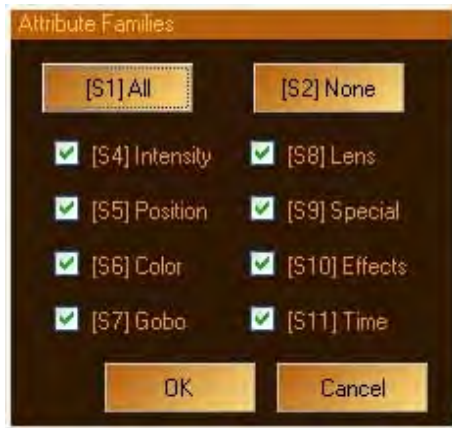 Attribute Families
[S1] All [S2] None
[S4] Intensity [S8] Lens
[S5] Position [S9] Special
[S6] Color [S10] Effects
[S7] Gobo [S11] Time
OK Cancel